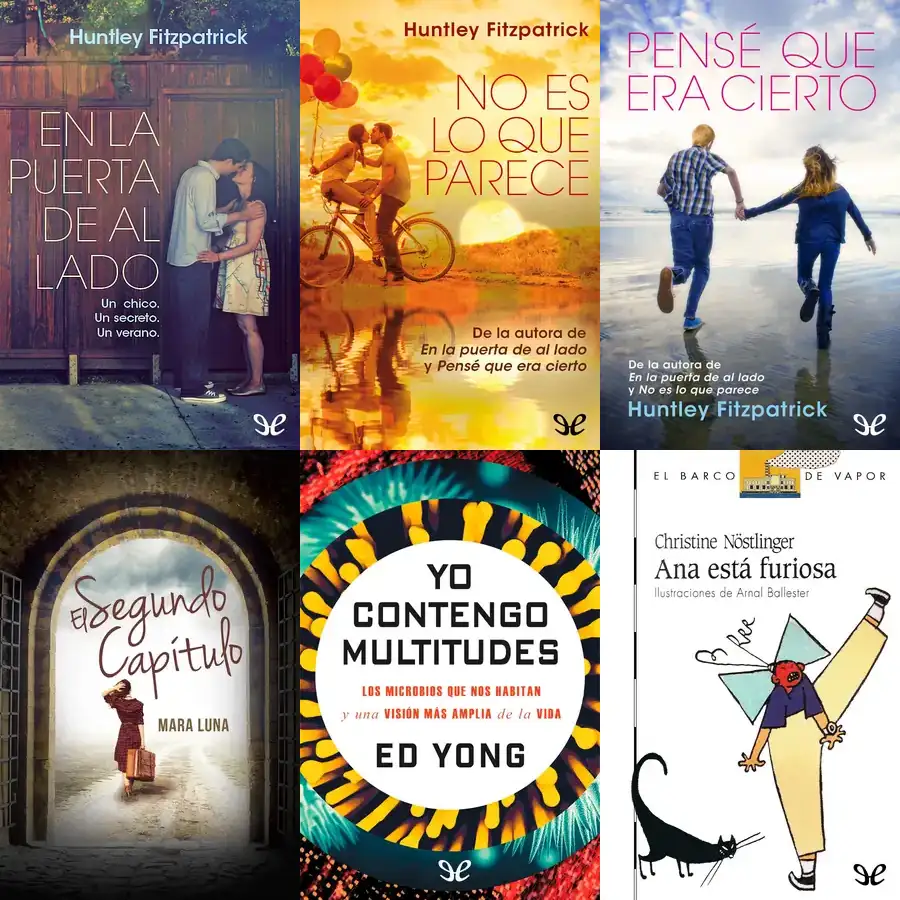 Huntley Fitzpatrick
EN LA
PUERTA
DE AL
LADO
Un chico.
Un secreto.
Un verano.
Huntley Fitzpatrick
NO ES
LO QUE
PARECE
De la autora de
En la puerta de al lado
y Pensé que era cierto
PENSÉ QUE
ERA CIERTO
De la autora de
En la puerta de al lado
y No es lo que parece
Huntley Fitzpatrick
El Segundo
Capítulo
MARA LUNA
YO
CONTENGO
MULTITUDES
LOS MICROBIOS QUE NOS HABITAN
y una VISIÓN MÁS AMPLIA de la VIDA
ED YONG
EL BARCO DE VAPOR
Christine Nöstlinger
Ana está furiosa
Ilustraciones de Arnal Ballester